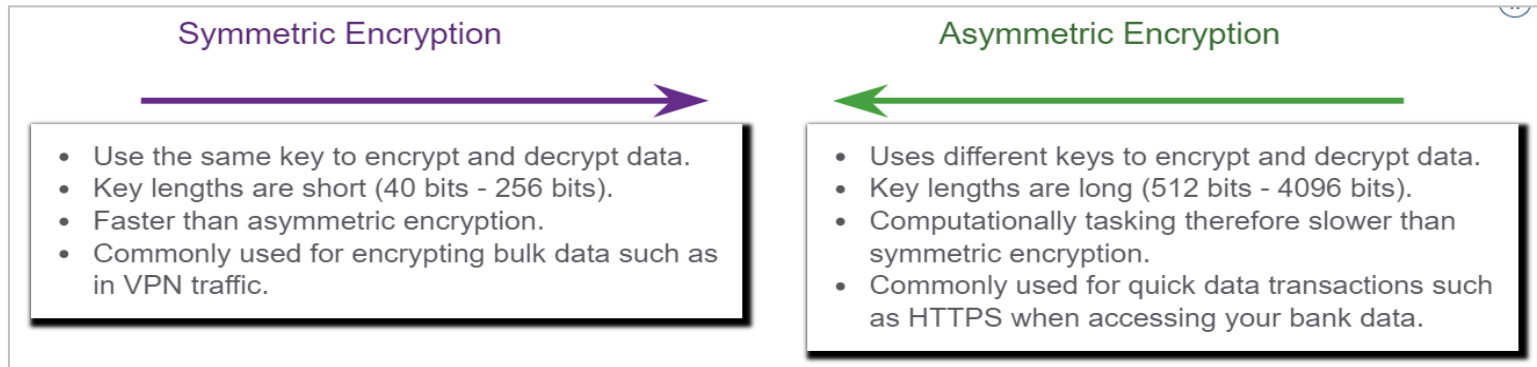 Symmetric Encryption
• Use the same key to encrypt and decrypt data.
• Key lengths are short (40 bits - 256 bits).
• Faster than asymmetric encryption.
• Commonly used for encrypting bulk data such as
in VPN traffic.
Asymmetric Encryption
• Uses different keys to encrypt and decrypt data.
• Key lengths are long (512 bits - 4096 bits).
• Computationally tasking therefore slower than
symmetric encryption.
• Commonly used for quick data transactions such
as HTTPS when accessing your bank data.